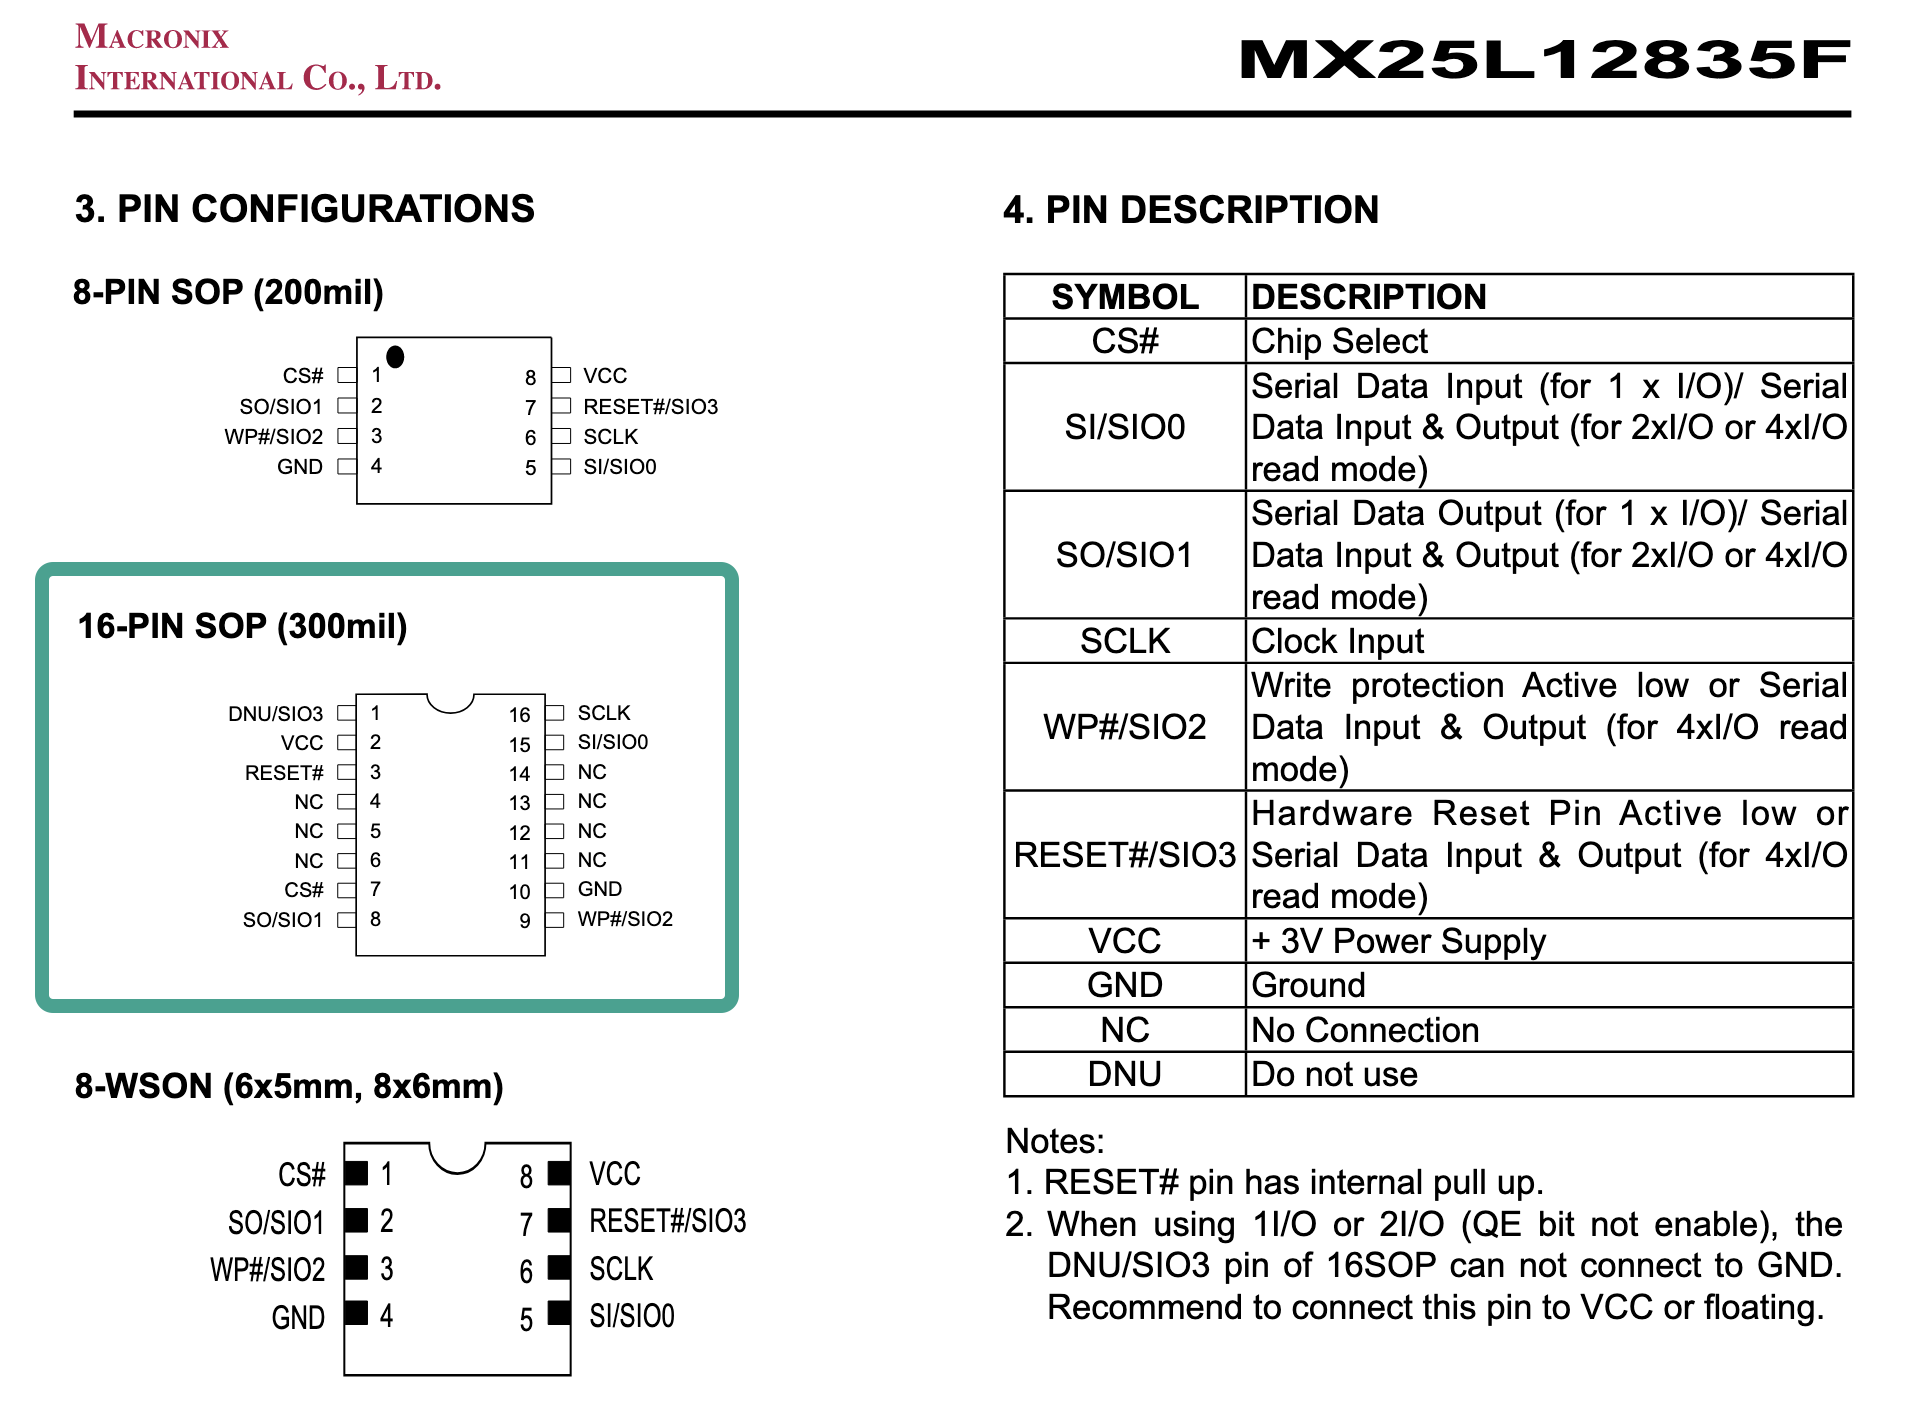 MACRONIX
INTERNATIONAL CO., LTD.
MX25L12835F
3. PIN CONFIGURATIONS
8-PIN SOP (200mil)
CS# 1 8 VCC
SO/SIO1 2 7 RESET#/SIO3
WP#/SIO2 3 6 SCLK
GND 4 5 SI/SIO0
16-PIN SOP (300mil)
DNU/SIO3 1 16 SCLK
VCC 2 15 SI/SIO0
RESET# 3 14 NC
NC 4 13 NC
NC 5 12 NC
NC 6 11 NC
CS# 7 10 GND
SO/SIO1 8 9 WP#/SIO2
8-WSON (6x5mm, 8x6mm)
CS# 1 8 VCC
SO/SIO1 2 7 RESET#/SIO3
WP#/SIO2 3 6 SCLK
GND 4 5 SI/SIO0
4. PIN DESCRIPTION
SYMBOL DESCRIPTION
CS# Chip Select
SI/SIO0 Serial Data Input (for 1 x I/O)/ Serial
Data Input & Output (for 2xI/O or 4xI/O
read mode)
SO/SIO1 Serial Data Output (for 1 x I/O)/ Serial
Data Input & Output (for 2xI/O or 4xI/O
read mode)
SCLK Clock Input
WP#/SIO2 Write protection Active low or Serial
Data Input & Output (for 4xI/O read
mode)
RESET#/SIO3 Hardware Reset Pin Active low or
Serial Data Input & Output (for 4xI/O
read mode)
VCC + 3V Power Supply
GND Ground
NC No Connection
DNU Do not use
Notes:
1. RESET# pin has internal pull up.
2. When using 1I/O or 2I/O (QE bit not enable), the
DNU/SIO3 pin of 16SOP can not connect to GND.
Recommend to connect this pin to VCC or floating.